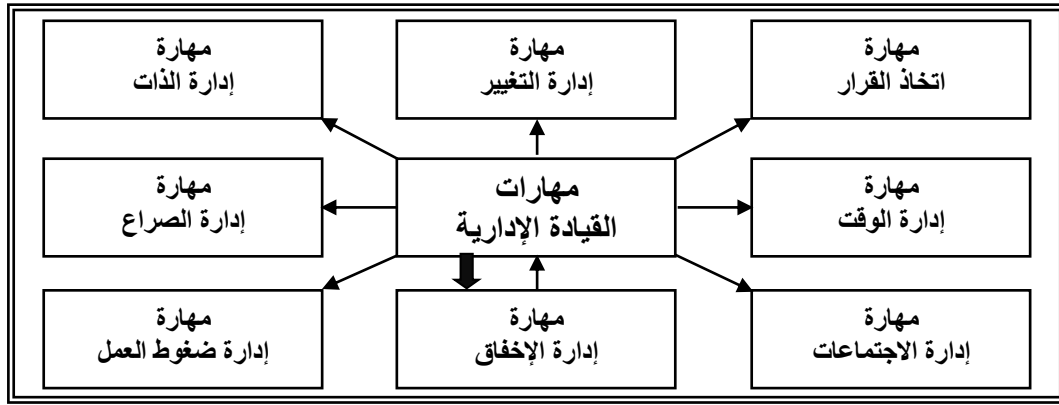 مهارة
اتخاذ القرار
مهارة
إدارة التغيير
مهارة
إدارة الذات
مهارة
إدارة الوقت
مهارات
القيادة الإدارية
مهارة
إدارة الصراع
مهارة
إدارة الاجتماعات
مهارة
إدارة الإخفاق
مهارة
إدارة ضغوط العمل